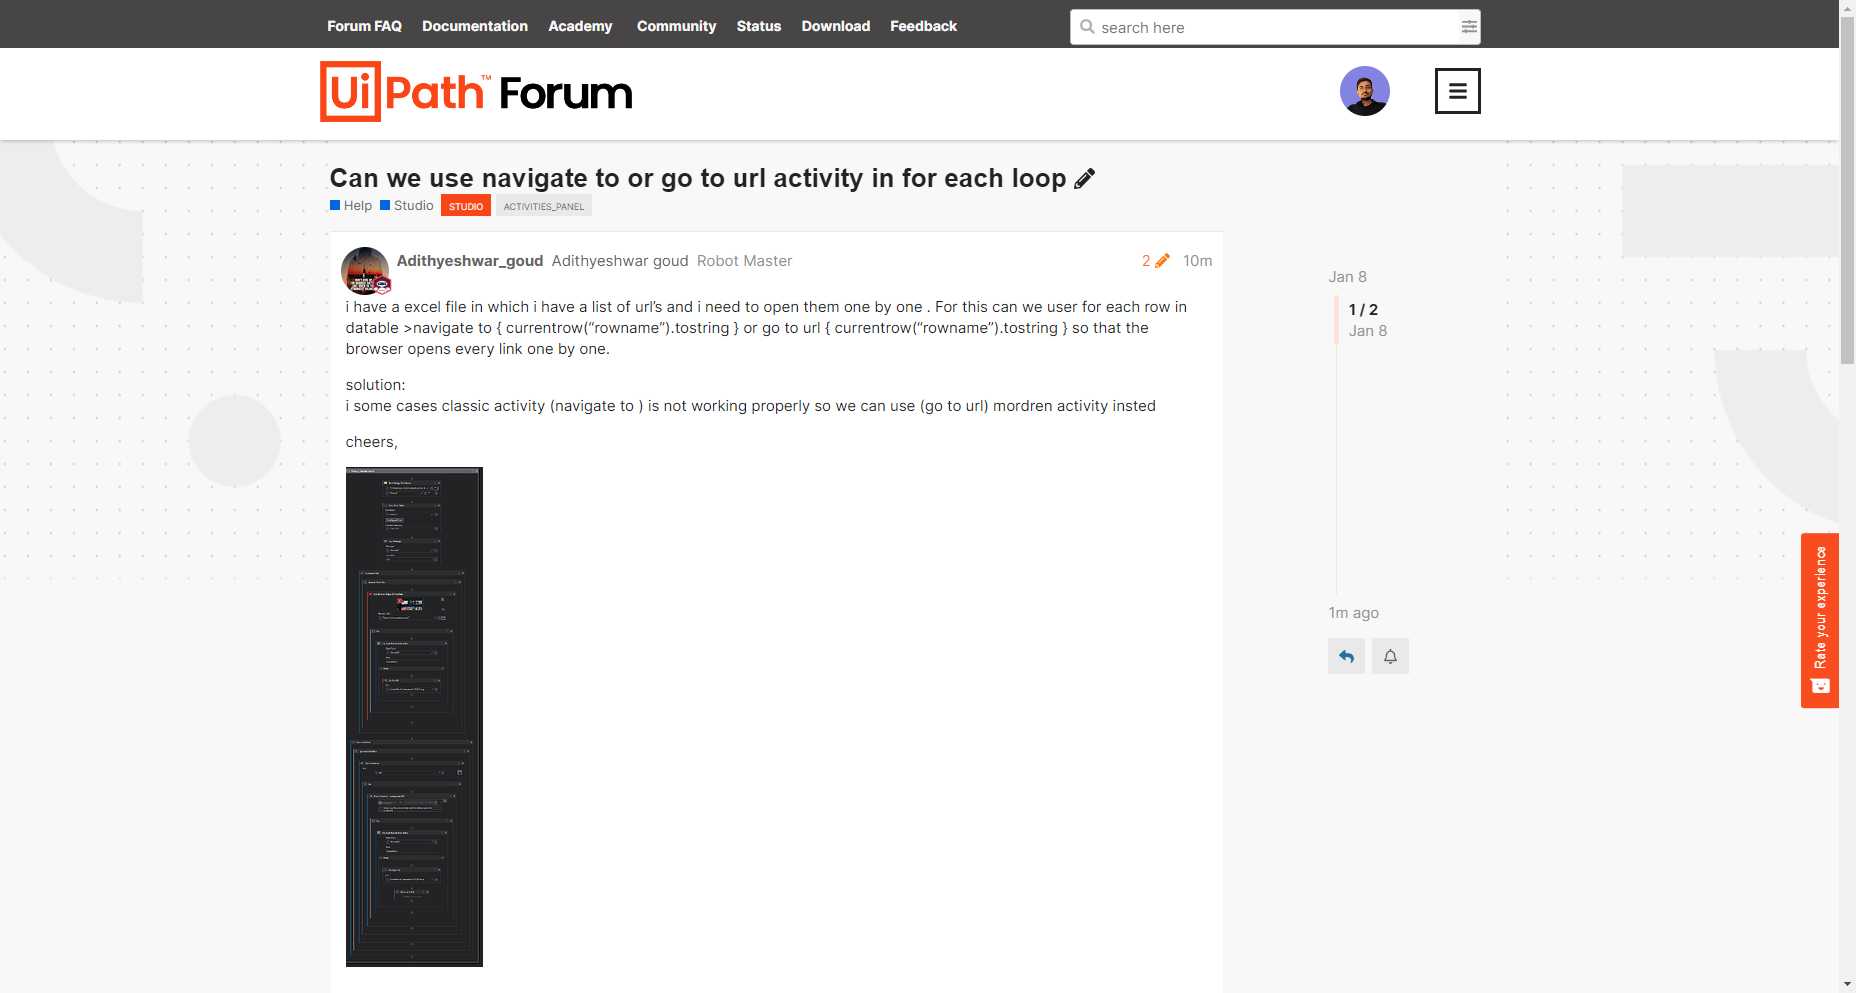 Forum FAQ Documentation Academy Community Status Download Feedback search here
UiPath™ Forum
Can we use navigate to or go to url activity in for each loop
Help Studio STUDIO ACTIVITIES_PANEL
Adithyeshwar_goud Adithyeshwar goud Robot Master 2 10m
i have a excel file in which i have a list of url’s and i need to open them one by one . For this can we user for each row in
datable >navigate to { currentrow(“rowname”).tostring } or go to url { currentrow(“rowname”).tostring } so that the
browser opens every link one by one.
solution:
i some cases classic activity (navigate to ) is not working properly so we can use (go to url) mordren activity insted
cheers,
Jan 8
1 / 2
Jan 8
1m ago
Rate your experience